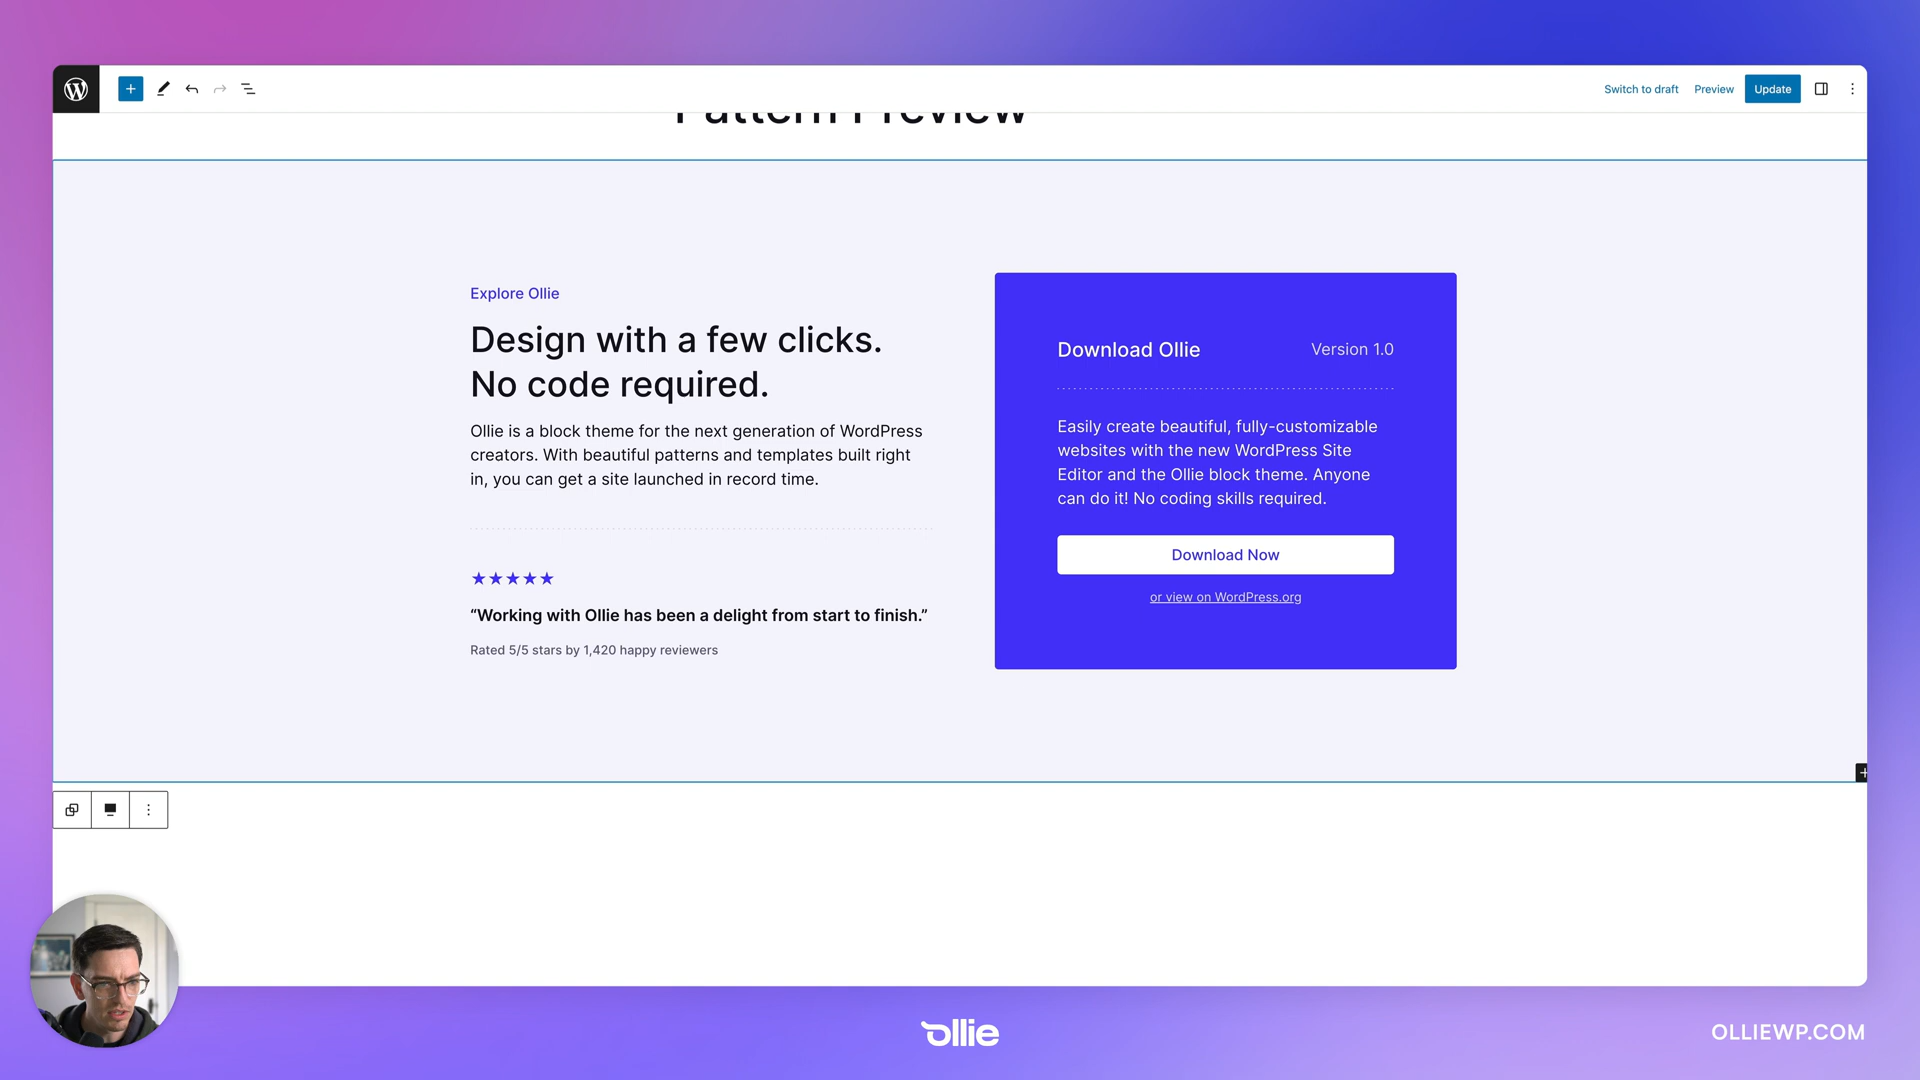 Switch to draft
Preview
Update
Pattern Preview
Explore Ollie
Design with a few clicks.
No code required.
Ollie is a block theme for the next generation of WordPress
creators. With beautiful patterns and templates built right
in, you can get a site launched in record time.
★★★★★
“Working with Ollie has been a delight from start to finish.”
Rated 5/5 stars by 1,420 happy reviewers
Download Ollie
Version 1.0
Easily create beautiful, fully-customizable
websites with the new WordPress Site
Editor and the Ollie block theme. Anyone
can do it! No coding skills required.
Download Now
or view on WordPress.org
ollie
OLLIEWP.COM